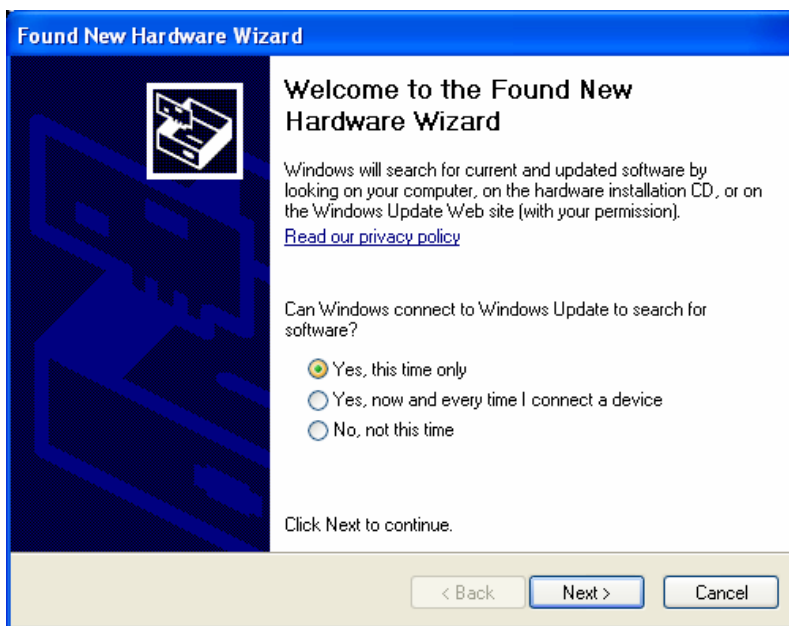 Found New Hardware Wizard
Welcome to the Found New
Hardware Wizard
Windows will search for current and updated software by
looking on your computer, on the hardware installation CD, or on
the Windows Update Web site (with your permission).
Read our privacy policy
Can Windows connect to Windows Update to search for
software?
Yes, this time only
Yes, now and every time I connect a device
No, not this time
Click Next to continue.
< Back
Next >
Cancel